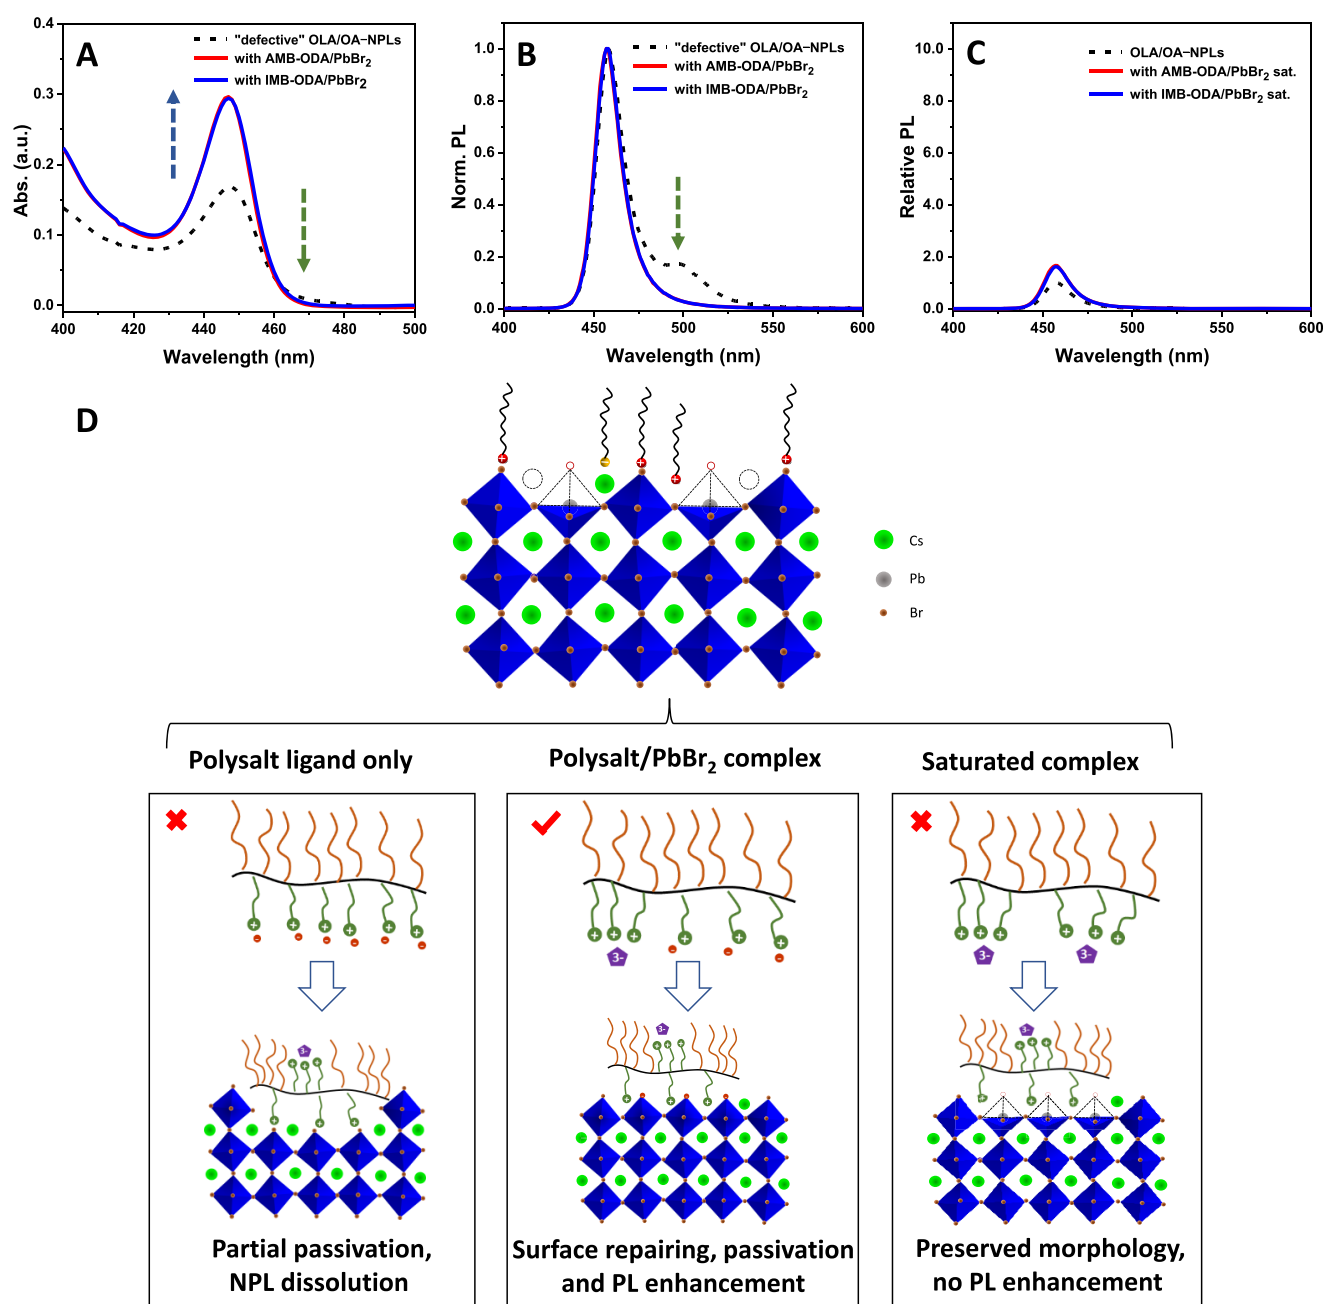 A
"defective" OLA/OA−NPLs
with AMB-ODA/PbBr₂
with IMB-ODA/PbBr₂
0.4
0.3
0.2
0.1
0.0
Abs. (a.u.)
400 420 440 460 480 500
Wavelength (nm)
B
"defective" OLA/OA−NPLs
with AMB-ODA/PbBr₂
with IMB-ODA/PbBr₂
1.0
0.8
0.6
0.4
0.2
0.0
Norm. PL
400 450 500 550 600
Wavelength (nm)
C
OLA/OA−NPLs
with AMB-ODA/PbBr₂ sat.
with IMB-ODA/PbBr₂ sat.
10.0
8.0
6.0
4.0
2.0
0.0
Relative PL
400 450 500 550 600
Wavelength (nm)
D
Cs
Pb
Br
Polysalt ligand only
3-
Partial passivation,
NPL dissolution
Polysalt/PbBr₂ complex
3-
3-
Surface repairing, passivation
and PL enhancement
Saturated complex
3- 3-
3-
Preserved morphology,
no PL enhancement